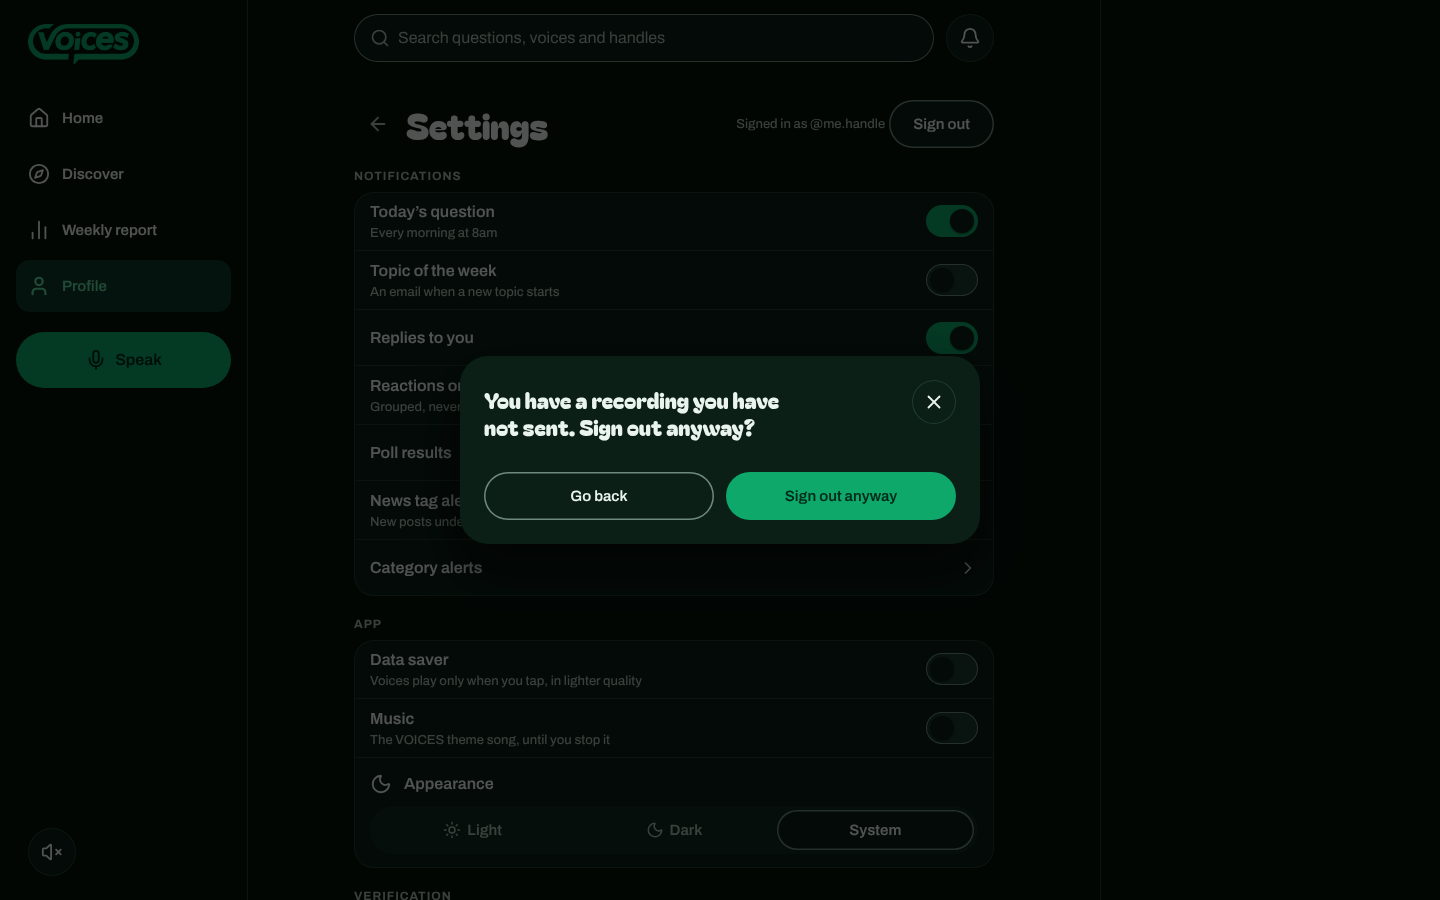 Voices
Search questions, voices and handles
Home
Discover
Weekly report
Profile
Speak
Settings
Signed in as @me.handle
Sign out
NOTIFICATIONS
Today’s question
Every morning at 8am
Topic of the week
An email when a new topic starts
Replies to you
Reactions
Grouped, never
Poll results
News tag
New posts
Category alerts
You have a recording you have
not sent. Sign out anyway?
Go back
Sign out anyway
APP
Data saver
Voices play only when you tap, in lighter quality
Music
The VOICES theme song, until you stop it
Appearance
Light
Dark
System
VERIFICATION